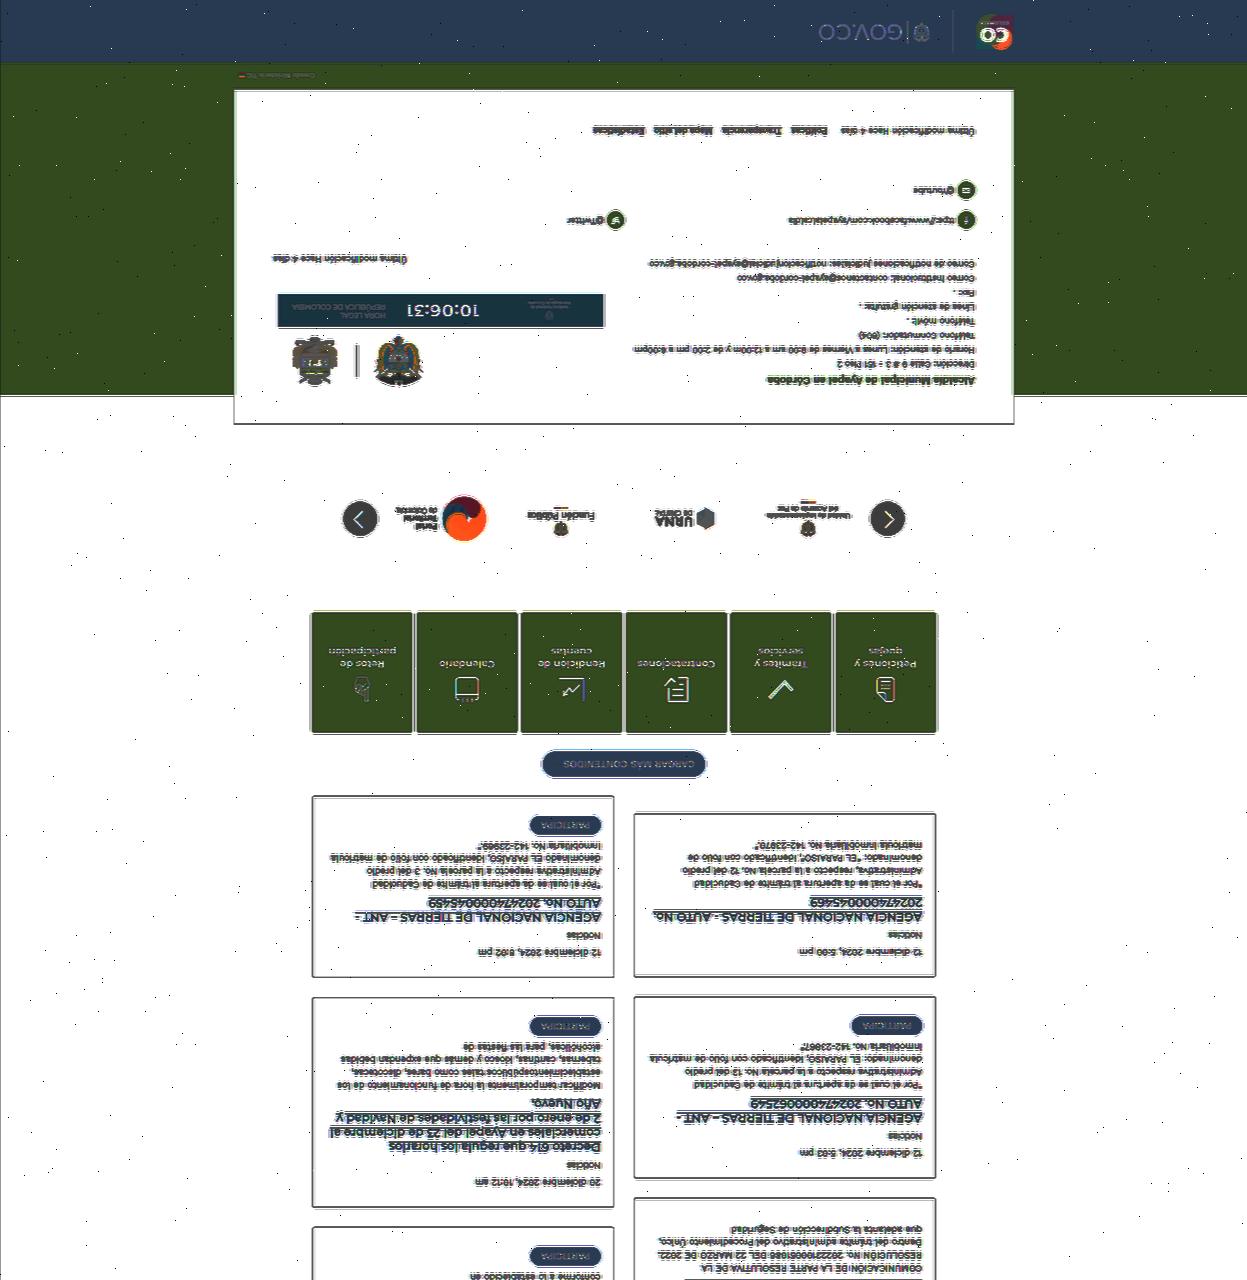 COMUNICACIÓN DE LA PARTE RESOLUTIVA DE LA
RESOLUCIÓN No. DEL 22 MARZO DE 2022.
Dentro del trámite administrativo del Procedimiento Único,
que adelanta la Subdirección de Seguridad
conforme a lo establecido en
PARTICIPA
12 diciembre 2024, 5:03 pm
Noticias
AGENCIA NACIONAL DE TIERRAS – ANT -
AUTO No. 202474000062549
"Por el cual se da apertura al trámite de Caducidad
Administrativa respecto a la parcela No. 13 del predio
denominado: EL PARAISO, identificado con folio de matrícula
Inmobiliaria No. 142-23967."
PARTICIPA
20 diciembre 2024, 10:12 am
Noticias
Decreto 614 que regula los horarios
comerciales en Ayapel del 23 de diciembre al
2 de enero por las festividades de Navidad y
Año Nuevo.
Modificar temporalmente la hora de funcionamiento de los
establecimientos públicos tales como bares, discotecas,
tabernas, cantinas, kiosco y demás que expendan bebidas
alcohólicas, para las fiestas de
PARTICIPA
12 diciembre 2024, 5:00 pm
Noticias
AGENCIA NACIONAL DE TIERRAS - AUTO No.
202474000045469
"Por el cual se da apertura al trámite de Caducidad
Administrativa, respecto a la parcela No. 12 del predio
denominado: "EL PARAISO", identificado con folio de
matrícula Inmobiliaria No. 142-23970"
12 diciembre 2024, 8:02 pm
Noticias
AGENCIA NACIONAL DE TIERRAS – ANT -
AUTO No. 202474000045459
"Por el cual se da apertura al trámite de Caducidad
Administrativa respecto a la parcela No. 3 del predio
denominado EL PARAISO, identificado con folio de matrícula
Inmobiliaria No. 142-23969"
PARTICIPA
CARGAR MÁS CONTENIDOS
Peticiones y
quejas
Trámites y
servicios
Contrataciones
Rendición de
cuentas
Calendario
Retos de
participación
Unidad de Implementación
del Acuerdo de Paz
URNA
DE CRISTAL
Función Pública
Portal
Territorial
de Colombia
Alcaldía Municipal de Ayapel en Córdoba
Dirección: Calle 9 # 3 - 151 Piso 2
Horario de atención: Lunes a Viernes de 8:00 am a 12:00m y de 2:00 pm a 6:00pm
Teléfono Conmutador: (604)
Teléfono móvil: .
Línea de atención gratuita: .
Fax: .
Correo Institucional: contactenos@ayapel-cordoba.gov.co
Correo de notificaciones judiciales: notificacionjudicial@ayapel-cordoba.gov.co
HORA LEGAL
REPÚBLICA DE COLOMBIA
10:06:31
Última modificación Hace 4 días
https://www.facebook.com/ayapelalcaldia
@Twitter
@Youtube
Última modificación Hace 4 días Políticas Transparencia Mapa del sitio Estadísticas
Creado Ministerio TIC
CO
GOV.CO